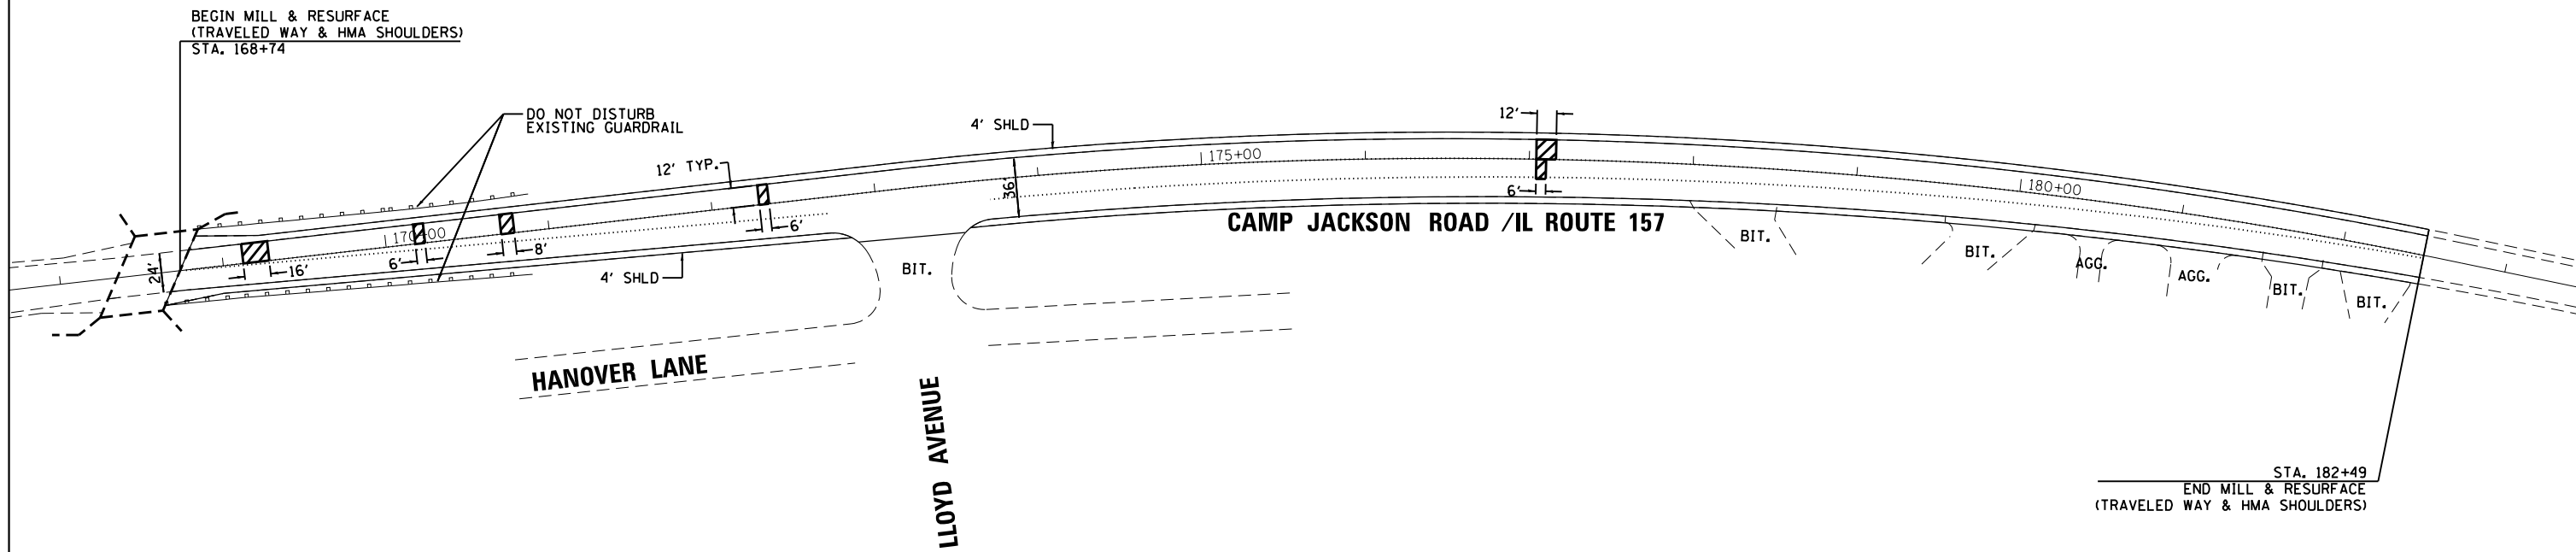 BEGIN MILL & RESURFACE
(TRAVELED WAY & HMA SHOULDERS)
STA. 168+74
DO NOT DISTURB
EXISTING GUARDRAIL
12' TYP.
4' SHLD
12'
175+00
180+00
36'
6'
170+00
24'
16'
6'
8'
6'
4' SHLD
BIT.
CAMP JACKSON ROAD /IL ROUTE 157
BIT.
BIT.
AGG.
AGG.
BIT.
BIT.
HANOVER LANE
LLOYD AVENUE
STA. 182+49
END MILL & RESURFACE
(TRAVELED WAY & HMA SHOULDERS)